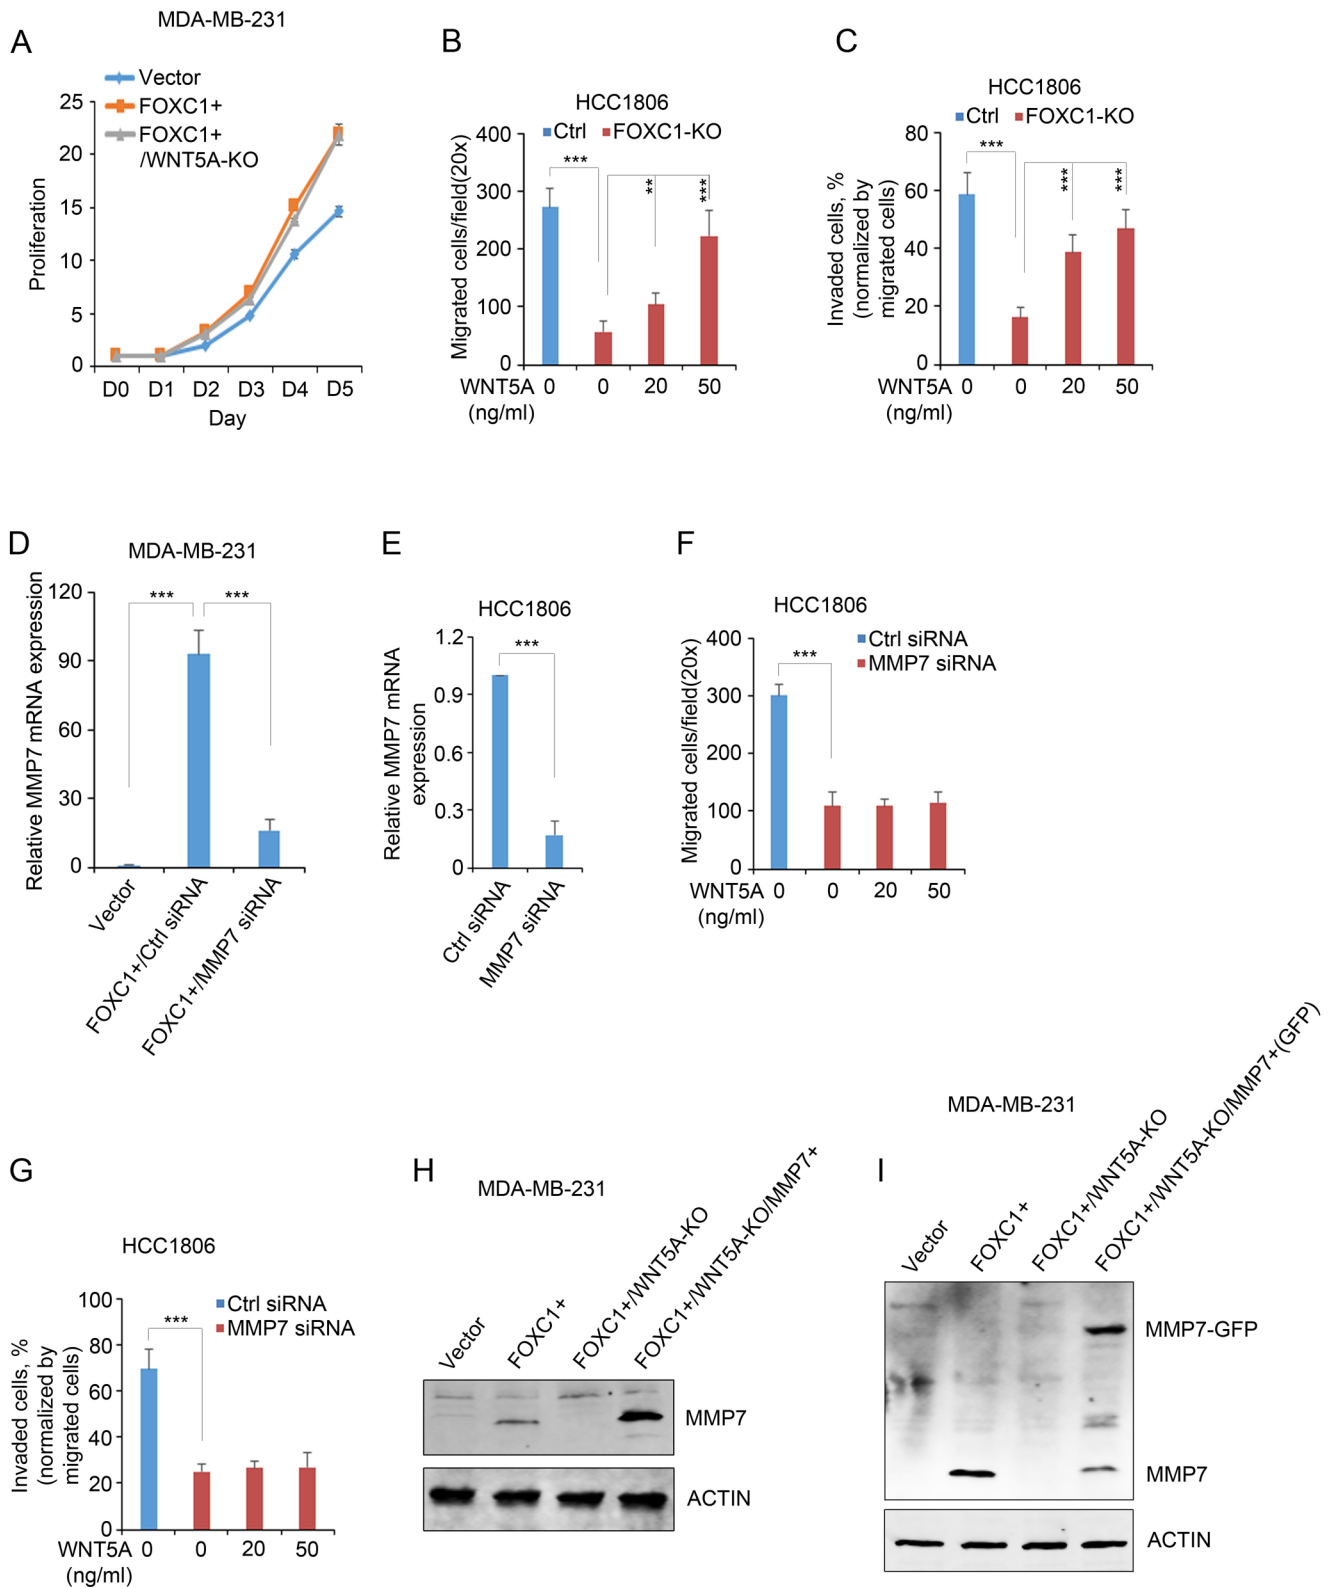 A
MDA-MB-231
Vector
FOXC1+
FOXC1+
/WNT5A-KO
Proliferation
25
20
15
10
5
0
D0 D1 D2 D3 D4 D5
Day
B
HCC1806
Ctrl FOXC1-KO
Migrated cells/field(20x)
400
300
200
100
0
***
**
***
WNT5A 0 0 20 50
(ng/ml)
C
HCC1806
Ctrl FOXC1-KO
Invaded cells, %
(normalized by
migrated cells)
80
60
40
20
0
***
***
***
WNT5A 0 0 20 50
(ng/ml)
D
MDA-MB-231
Relative MMP7 mRNA expression
120
90
60
30
0
*** ***
Vector
FOXC1+/Ctrl siRNA
FOXC1+/MMP7 siRNA
E
HCC1806
Relative MMP7 mRNA
expression
1.2
0.9
0.6
0.3
0
***
Ctrl siRNA
MMP7 siRNA
F
HCC1806
Ctrl siRNA
MMP7 siRNA
Migrated cells/field(20x)
400
300
200
100
0
***
WNT5A 0 0 20 50
(ng/ml)
G
HCC1806
Ctrl siRNA
MMP7 siRNA
Invaded cells, %
(normalized by
migrated cells)
100
80
60
40
20
0
***
WNT5A 0 0 20 50
(ng/ml)
H
MDA-MB-231
Vector
FOXC1+
FOXC1+/WNT5A-KO
FOXC1+/WNT5A-KO/MMP7+
MMP7
ACTIN
I
MDA-MB-231
Vector
FOXC1+
FOXC1+/WNT5A-KO
FOXC1+/WNT5A-KO/MMP7+(GFP)
MMP7-GFP
MMP7
ACTIN